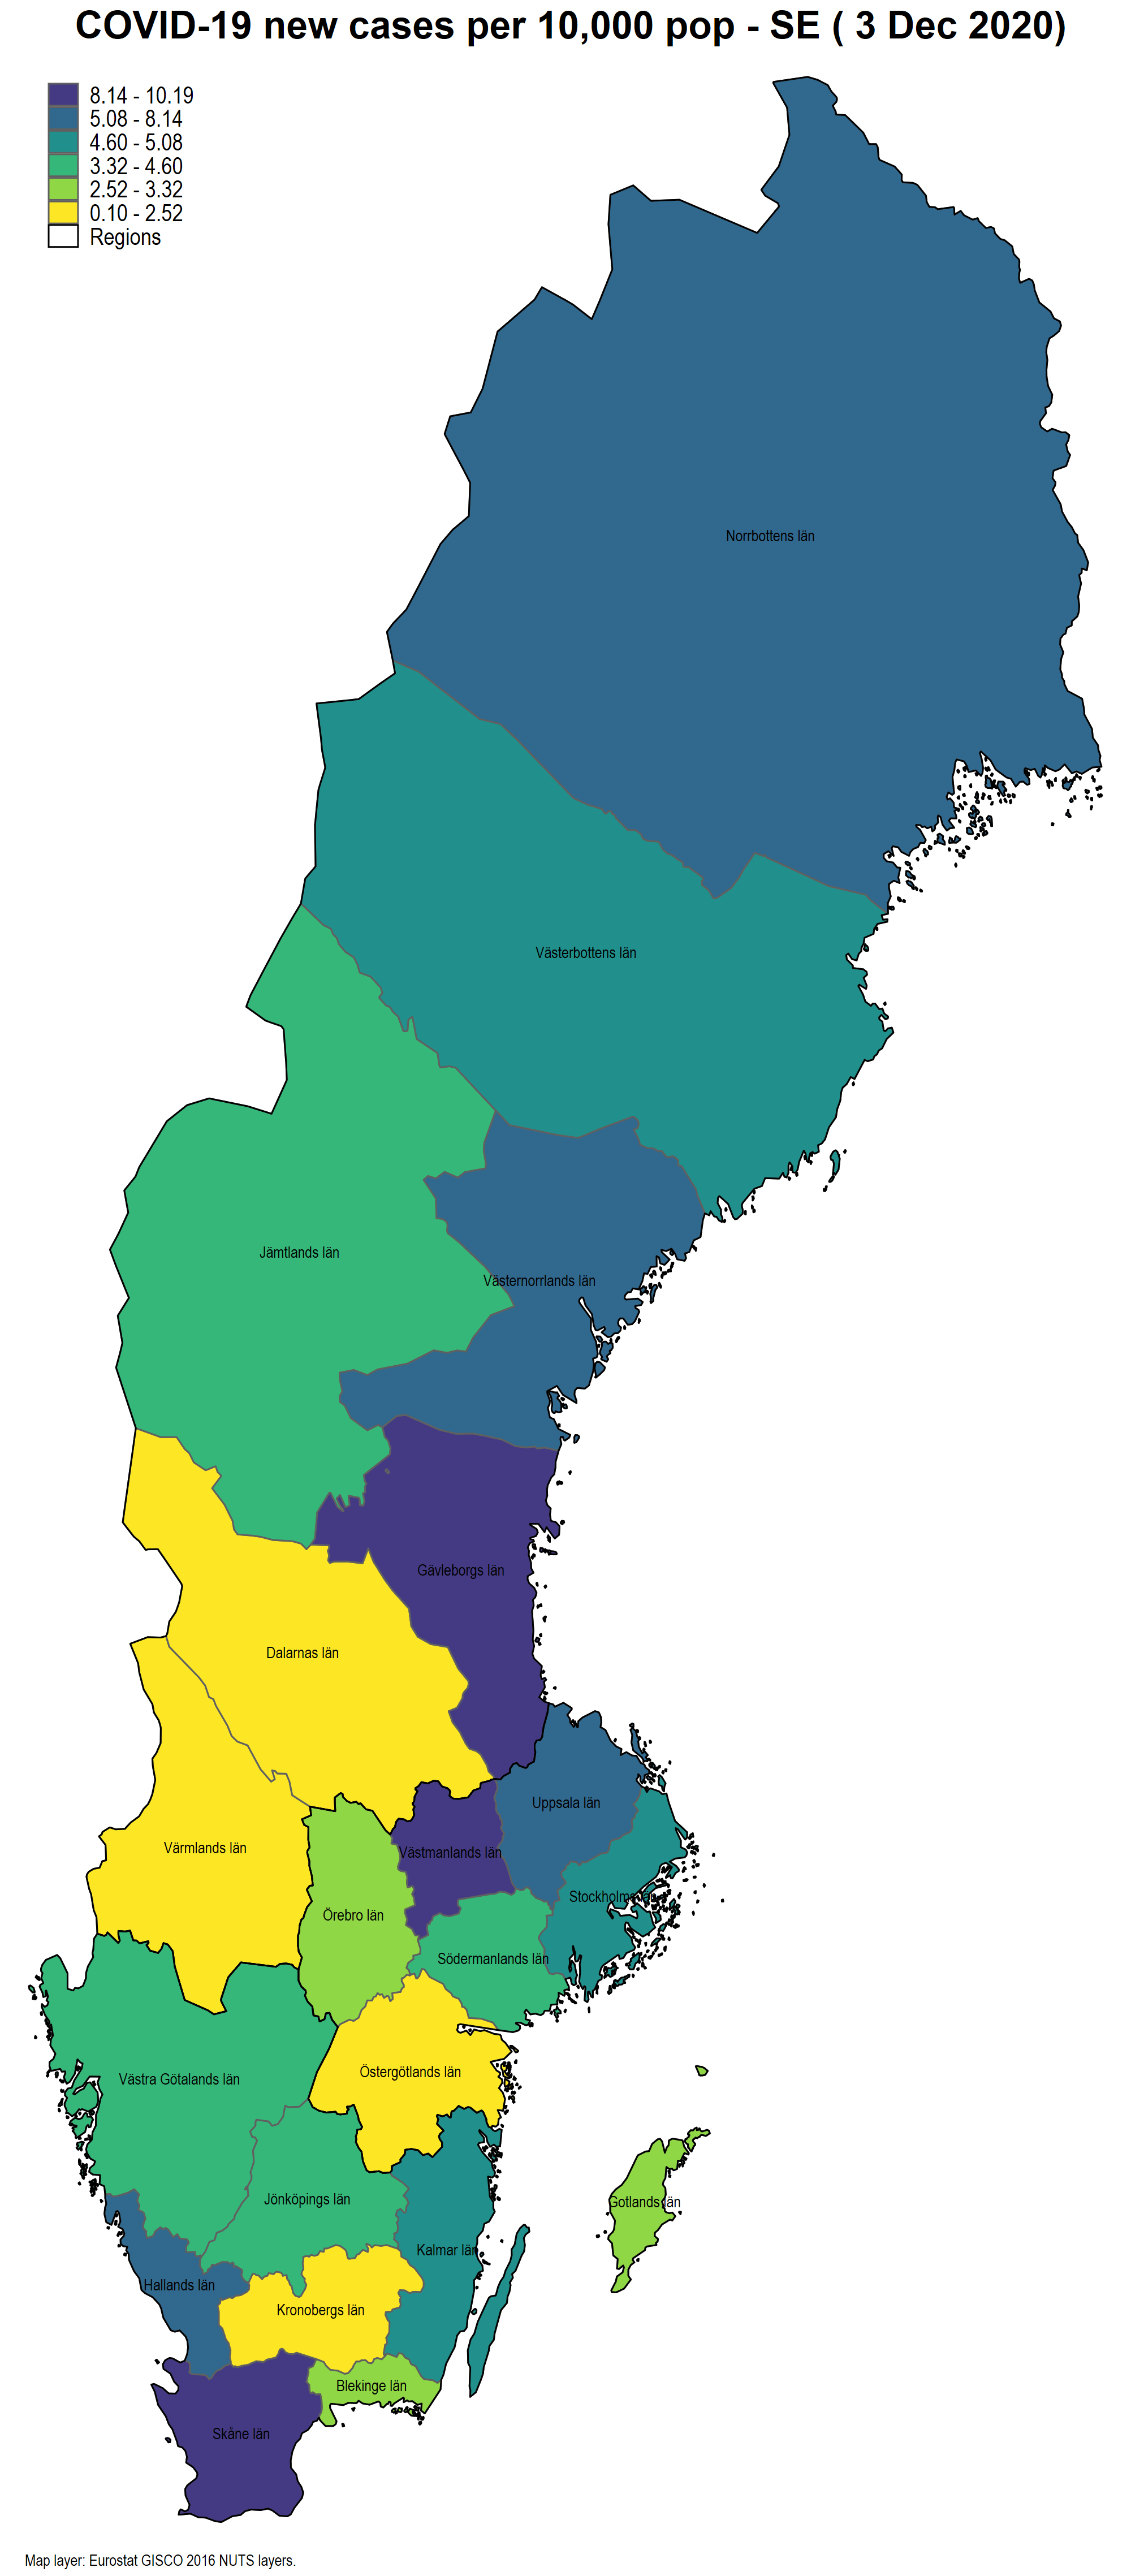 COVID-19 new cases per 10,000 pop - SE ( 3 Dec 2020)
8.14 - 10.19
5.08 - 8.14
4.60 - 5.08
3.32 - 4.60
2.52 - 3.32
0.10 - 2.52
Regions
Norrbottens län
Västerbottens län
Jämtlands län
Västernorrlands län
Gävleborgs län
Dalarnas län
Uppsala län
Värmlands län
Västmanlands län
Stockholms län
Örebro län
Södermanlands län
Östergötlands län
Västra Götalands län
Jönköpings län
Gotlands län
Kalmar län
Hallands län
Kronobergs län
Blekinge län
Skåne län
Map layer: Eurostat GISCO 2016 NUTS layers.